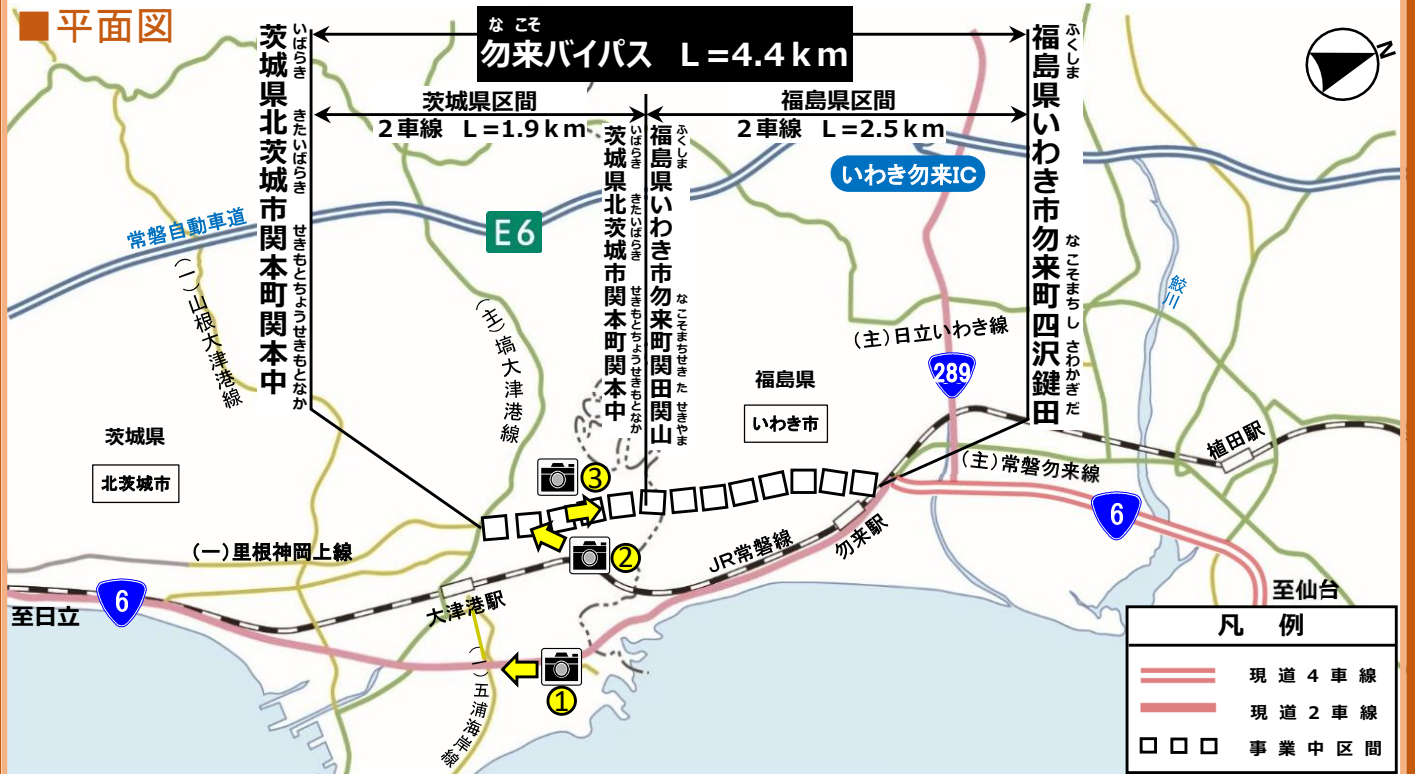 ■平面図
なこそ
勿来バイパス L=4.4km
茨城県区間
2車線 L=1.9km
福島県区間
2車線 L=2.5km
いばらき きたいばらき せきもとちょうせきもとなか
茨城県北茨城市関本町関本中
いばらき きたいばらき せきもとちょうせきもとなか
茨城県北茨城市関本町関本中
ふくしま なこそまちせきた せきやま
福島県いわき市勿来町関田関山
ふくしま なこそまちし さわかぎだ
福島県いわき市勿来町四沢鍵田
N
いわき勿来IC
常磐自動車道
E6
(一)山根大津港線
(主)塙大津港線
鮫川
(主)日立いわき線
289
福島県
いわき市
茨城県
北茨城市
植田駅
(主)常磐勿来線
6
③
②
①
(一)里根神岡上線
JR常磐線
勿来駅
大津港駅
6
至日立
至仙台
(一)五浦海岸線
凡 例
現道4車線
現道2車線
事業中区間